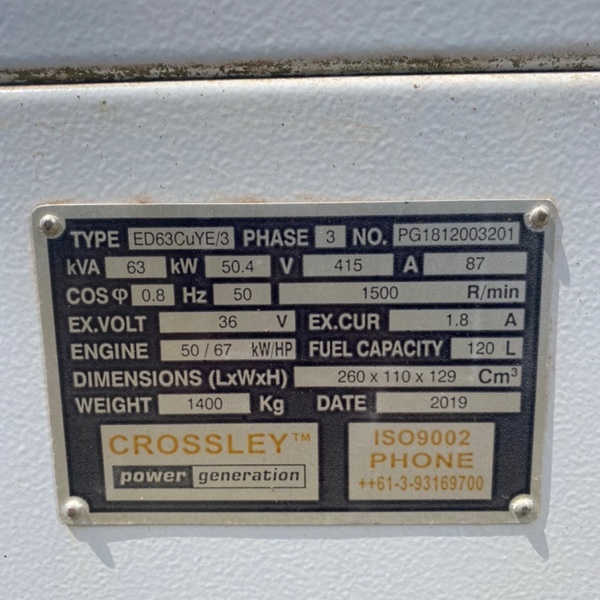 TYPE ED63CuYE/3 PHASE 3 NO. PG1812003201
kVA 63 kW 50.4 V 415 A 87
COS φ 0.8 Hz 50 1500 R/min
EX.VOLT 36 V EX.CUR 1.8 A
ENGINE 50 / 67 kW/HP FUEL CAPACITY 120 L
DIMENSIONS (LxWxH) 260 x 110 x 129 Cm³
WEIGHT 1400 Kg DATE 2019
CROSSLEY™
power generation
ISO9002
PHONE
++61-3-93169700